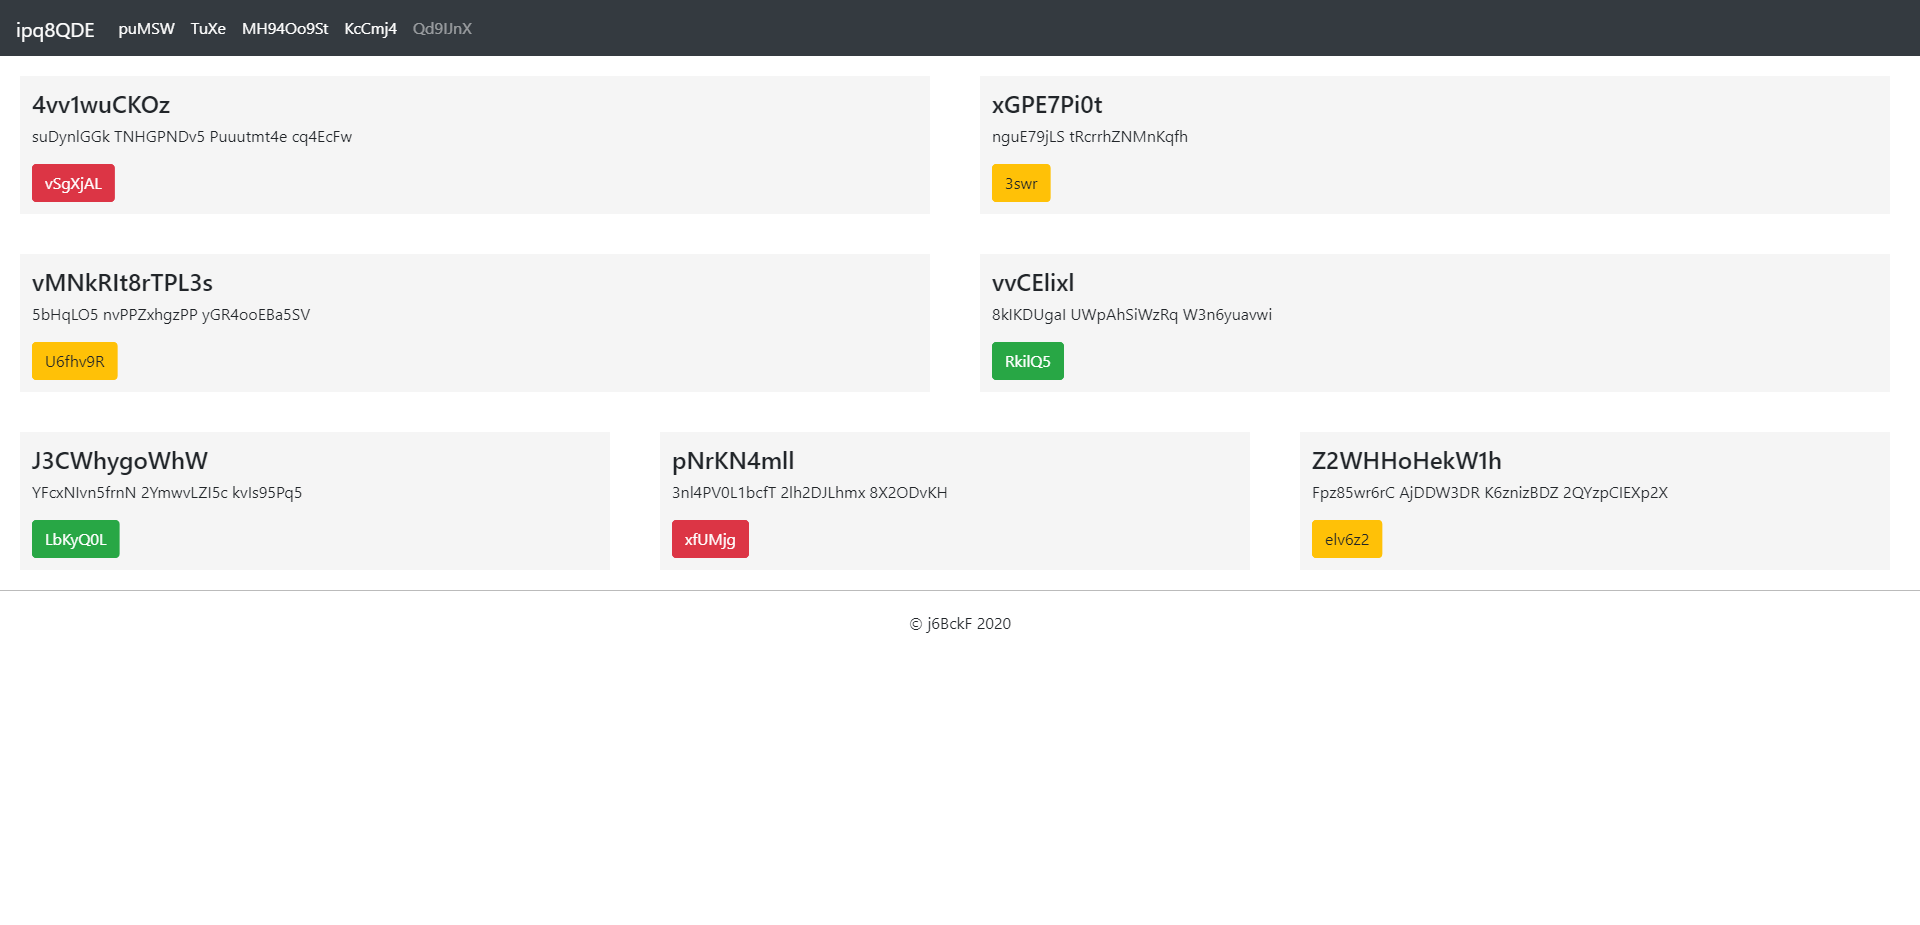 ipq8QDE puMSW TuXe MH94Oo9St KcCmj4 Qd9IJnX
4vv1wuCKOz
suDynlGGk TNHGPNDv5 Puuutmt4e cq4EcFw
vSgXjAL
xGPE7Pi0t
nguE79jLS tRcrrhZNMnKqfh
3swr
vMNkRIt8rTPL3s
5bHqLO5 nvPPZxhgzPP yGR4ooEBa5SV
U6fhv9R
vvCElixl
8kIKDUgaI UWpAhSiWzRq W3n6yuavwi
RkilQ5
J3CWhygoWhW
YFcxNIvn5frnN 2YmwvLZI5c kvIs95Pq5
LbKyQ0L
pNrKN4mll
3nl4PV0L1bcfT 2lh2DJLhmx 8X2ODvKH
xfUMjg
Z2WHHoHekW1h
Fpz85wr6rC AjDDW3DR K6znizBDZ 2QYzpCIEXp2X
elv6z2
© j6BckF 2020